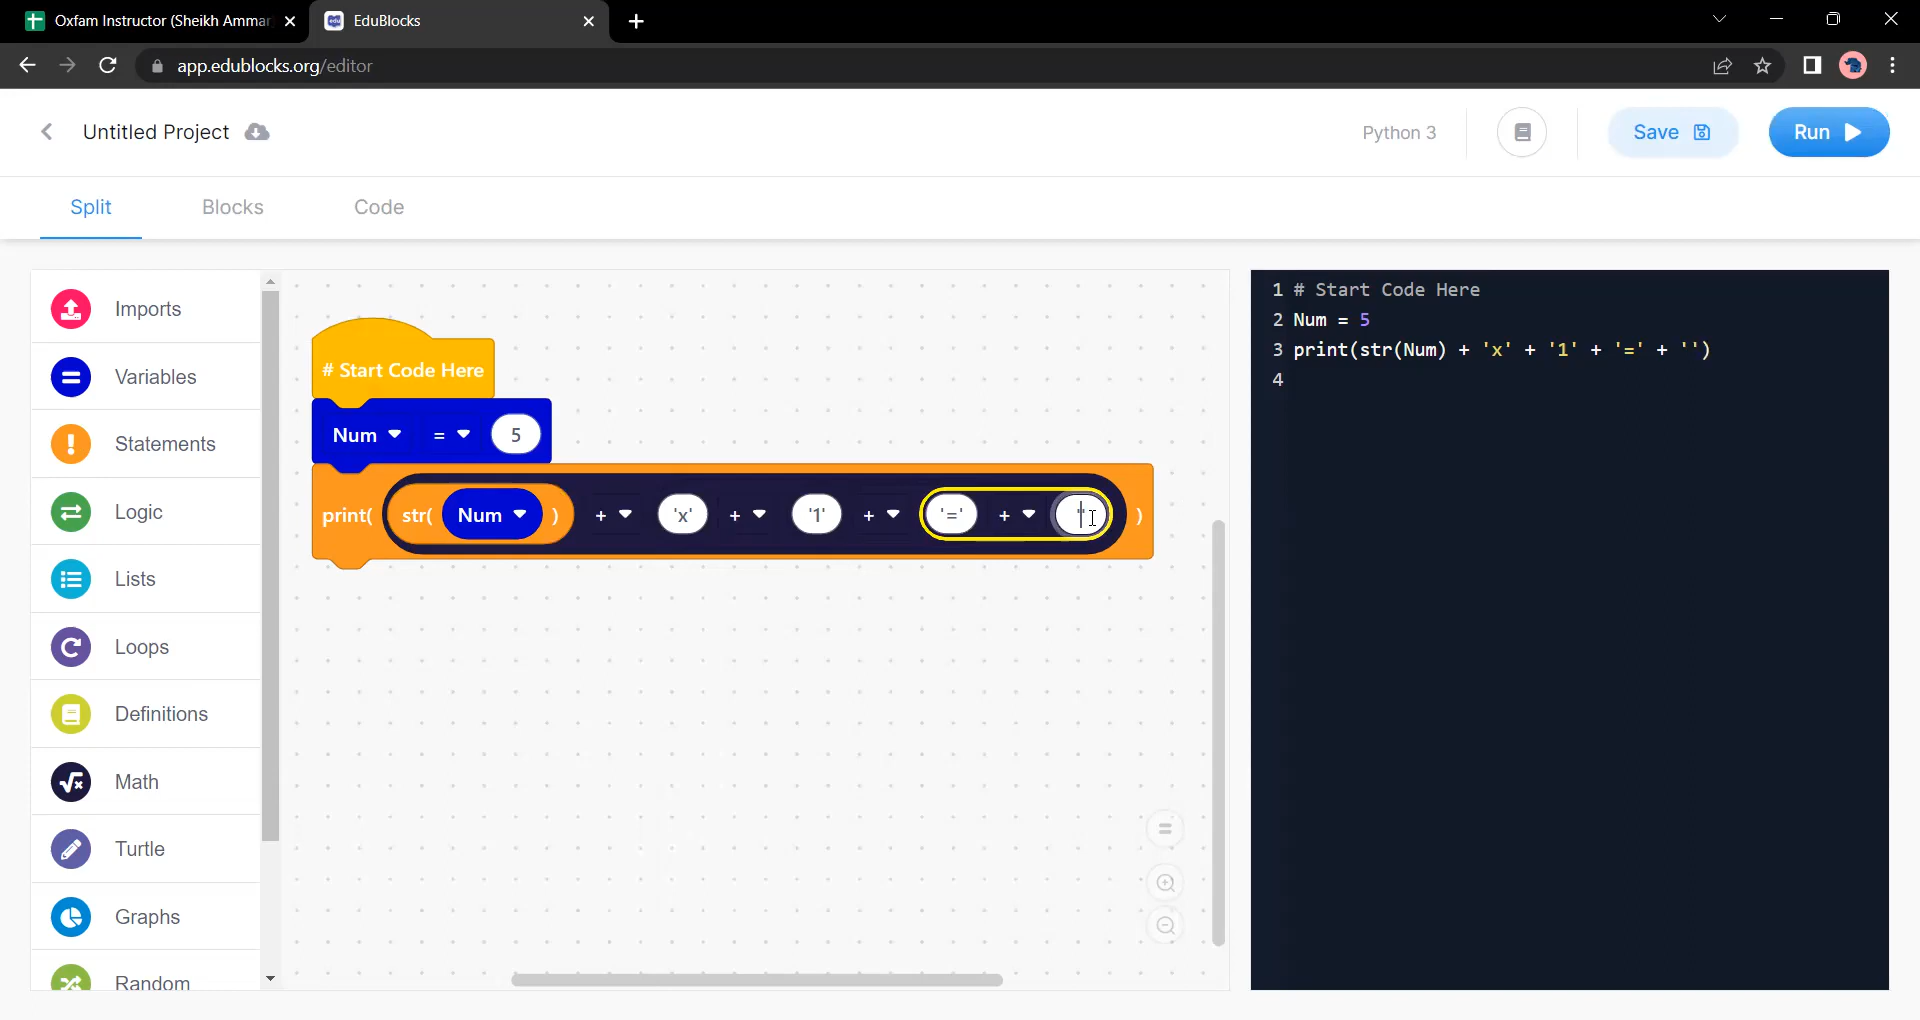 Oxfam Instructor (Sheikh Ammar
EduBlocks
app.edublocks.org/editor
Untitled Project
Python 3
Save
Run
Split
Blocks
Code
Imports
Variables
Statements
Logic
Lists
Loops
Definitions
Math
Turtle
Graphs
Random
# Start Code Here
Num = 5
print( str( Num ) + 'x' + '1' + '=' + '' )
1 # Start Code Here
2 Num = 5
3 print(str(Num) + 'x' + '1' + '=' + '')
4